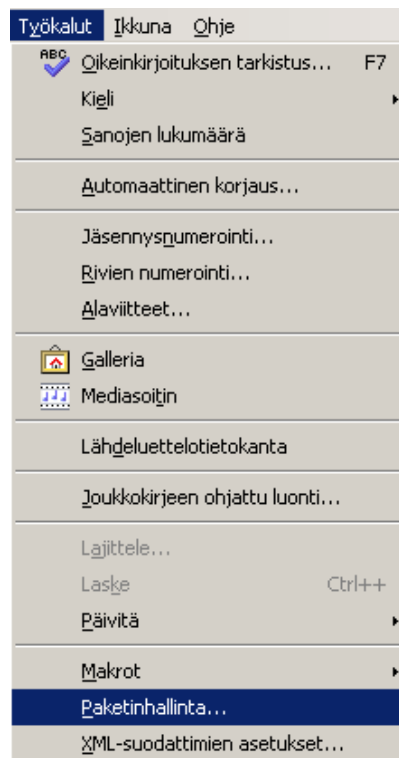 Työkalut Ikkuna Ohje
ABC Oikeinkirjoituksen tarkistus... F7
Kieli
Sanojen lukumäärä
Automaattinen korjaus...
Jäsennysnumerointi...
Rivien numerointi...
Alaviitteet...
Galleria
Mediasoitin
Lähdeluettelotietokanta
Joukkokirjeen ohjattu luonti...
Lajittele...
Laske Ctrl++
Päivitä
Makrot
Paketinhallinta...
XML-suodattimien asetukset...